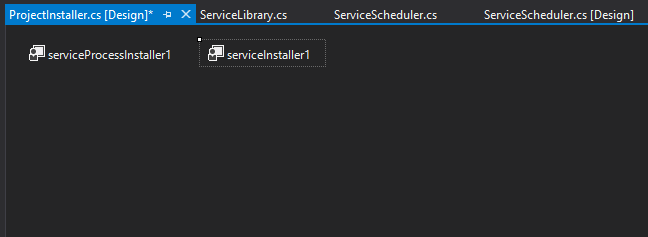 ProjectInstaller.cs [Design]* ServiceLibrary.cs ServiceScheduler.cs ServiceScheduler.cs [Design]
serviceProcessInstaller1 serviceInstaller1